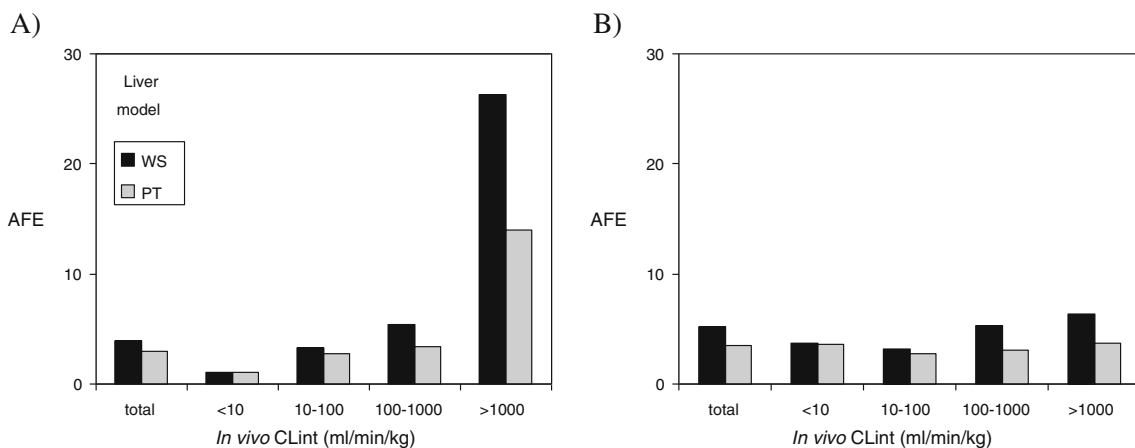 A)
30
20
10
0
AFE
Liver
model
WS
PT
total <10 10-100 100-1000 >1000
In vivo CLint (ml/min/kg)
B)
30
20
10
0
AFE
total <10 10-100 100-1000 >1000
In vivo CLint (ml/min/kg)